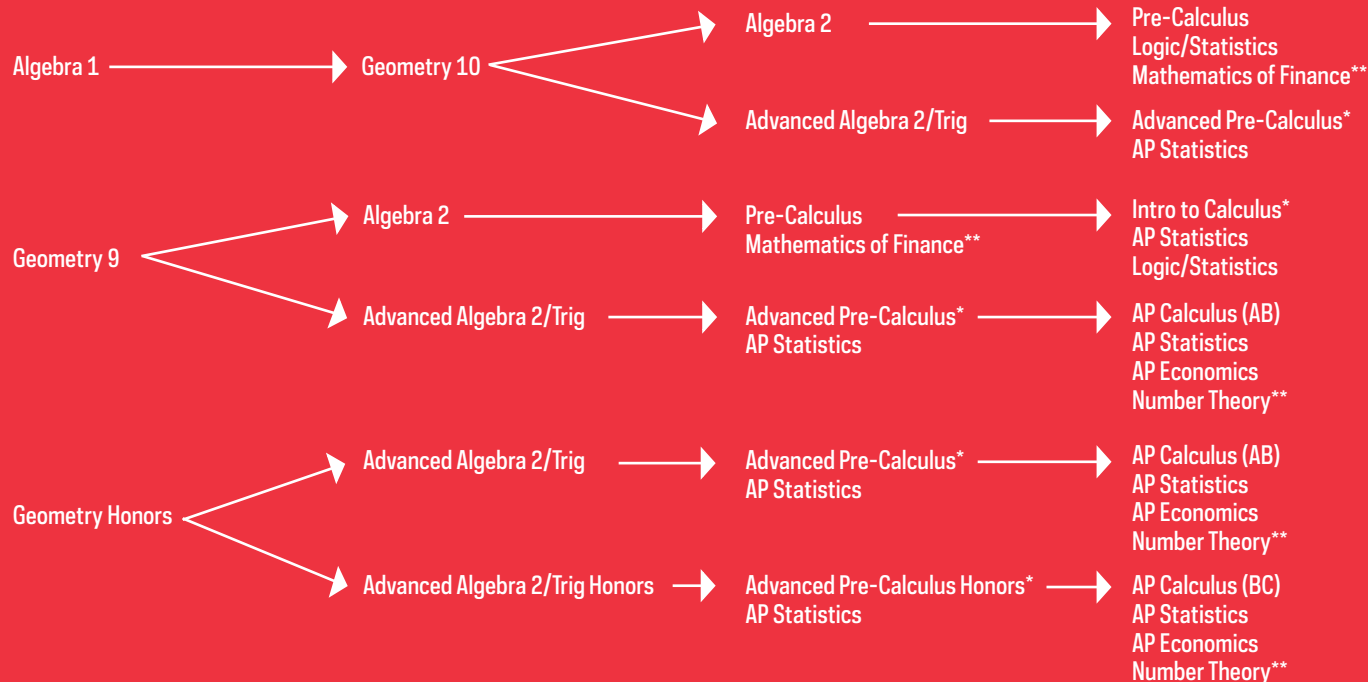 Algebra 1
Geometry 10
Algebra 2
Pre-Calculus
Logic/Statistics
Mathematics of Finance**
Advanced Algebra 2/Trig
Advanced Pre-Calculus*
AP Statistics
Geometry 9
Algebra 2
Pre-Calculus
Mathematics of Finance**
Intro to Calculus*
AP Statistics
Logic/Statistics
Advanced Algebra 2/Trig
Advanced Pre-Calculus*
AP Statistics
AP Calculus (AB)
AP Statistics
AP Economics
Number Theory**
Geometry Honors
Advanced Algebra 2/Trig
Advanced Pre-Calculus*
AP Statistics
AP Calculus (AB)
AP Statistics
AP Economics
Number Theory**
Advanced Algebra 2/Trig Honors
Advanced Pre-Calculus Honors*
AP Statistics
AP Calculus (BC)
AP Statistics
AP Economics
Number Theory**